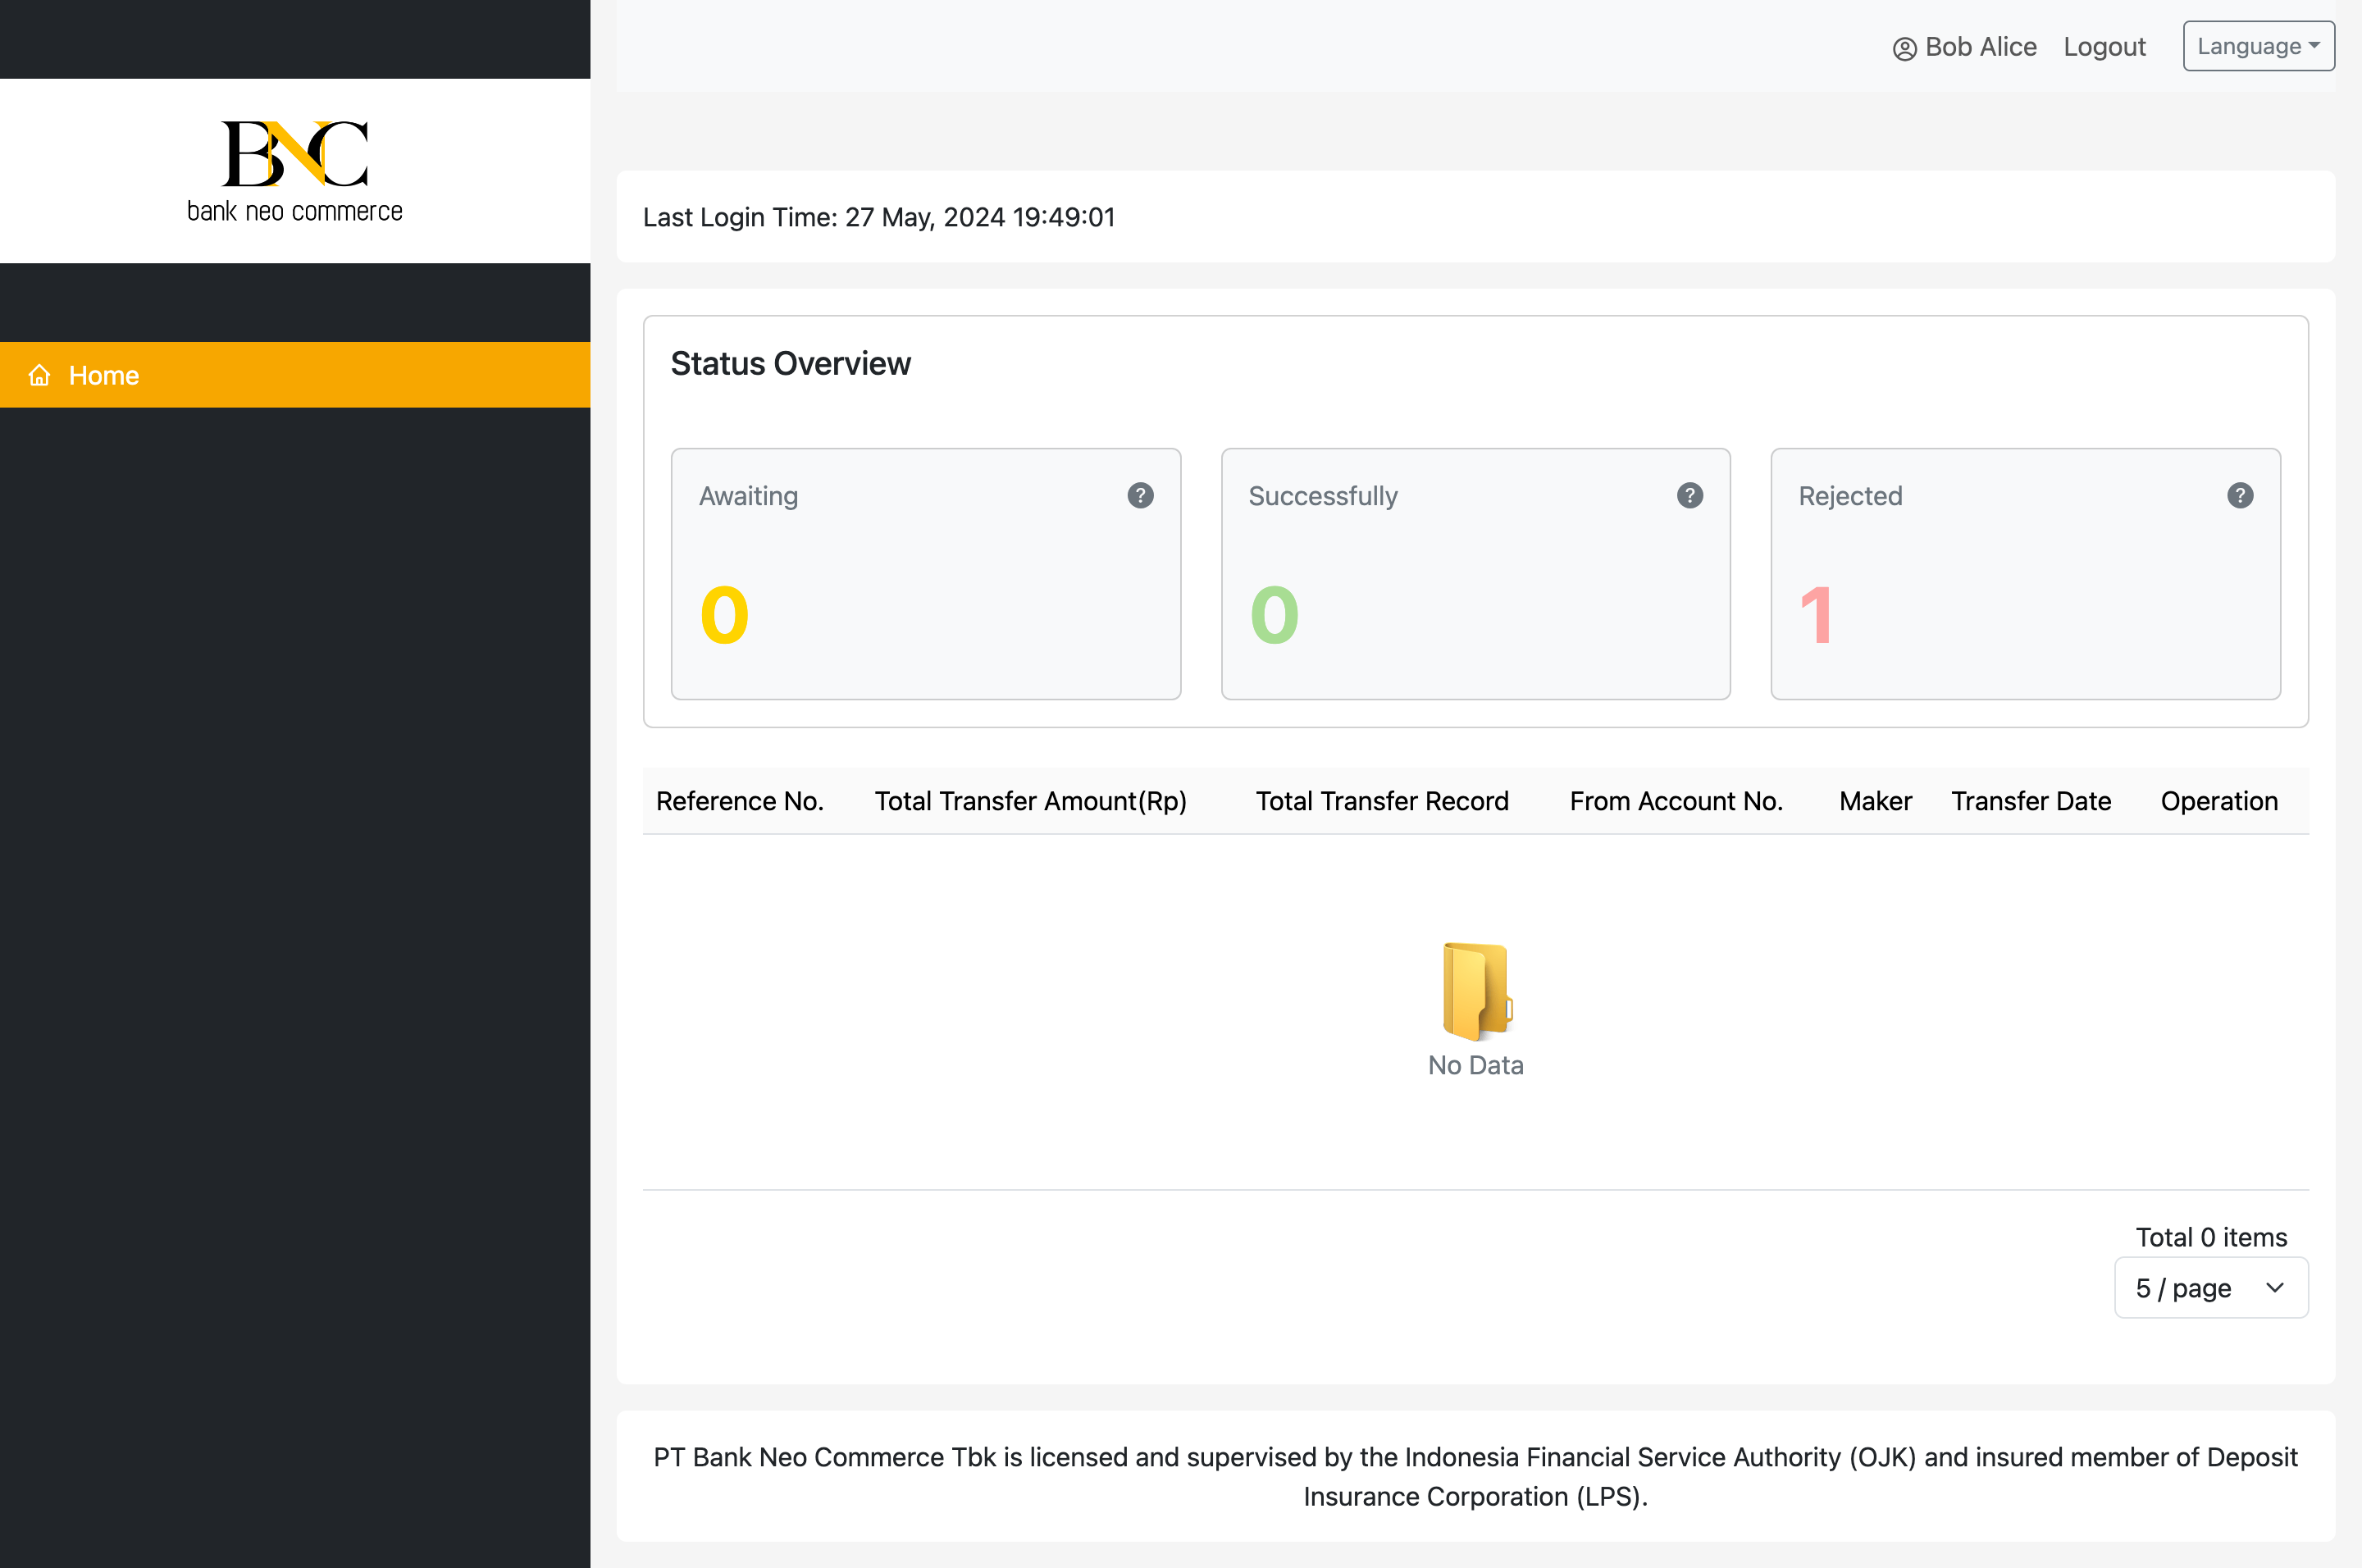 Bob Alice Logout Language
BNC
bank neo commerce
Last Login Time: 27 May, 2024 19:49:01
Home
Status Overview
Awaiting ? Successfully ? Rejected ?
0 0 1
Reference No. Total Transfer Amount(Rp) Total Transfer Record From Account No. Maker Transfer Date Operation
No Data
Total 0 items
5 / page
PT Bank Neo Commerce Tbk is licensed and supervised by the Indonesia Financial Service Authority (OJK) and insured member of Deposit
Insurance Corporation (LPS).